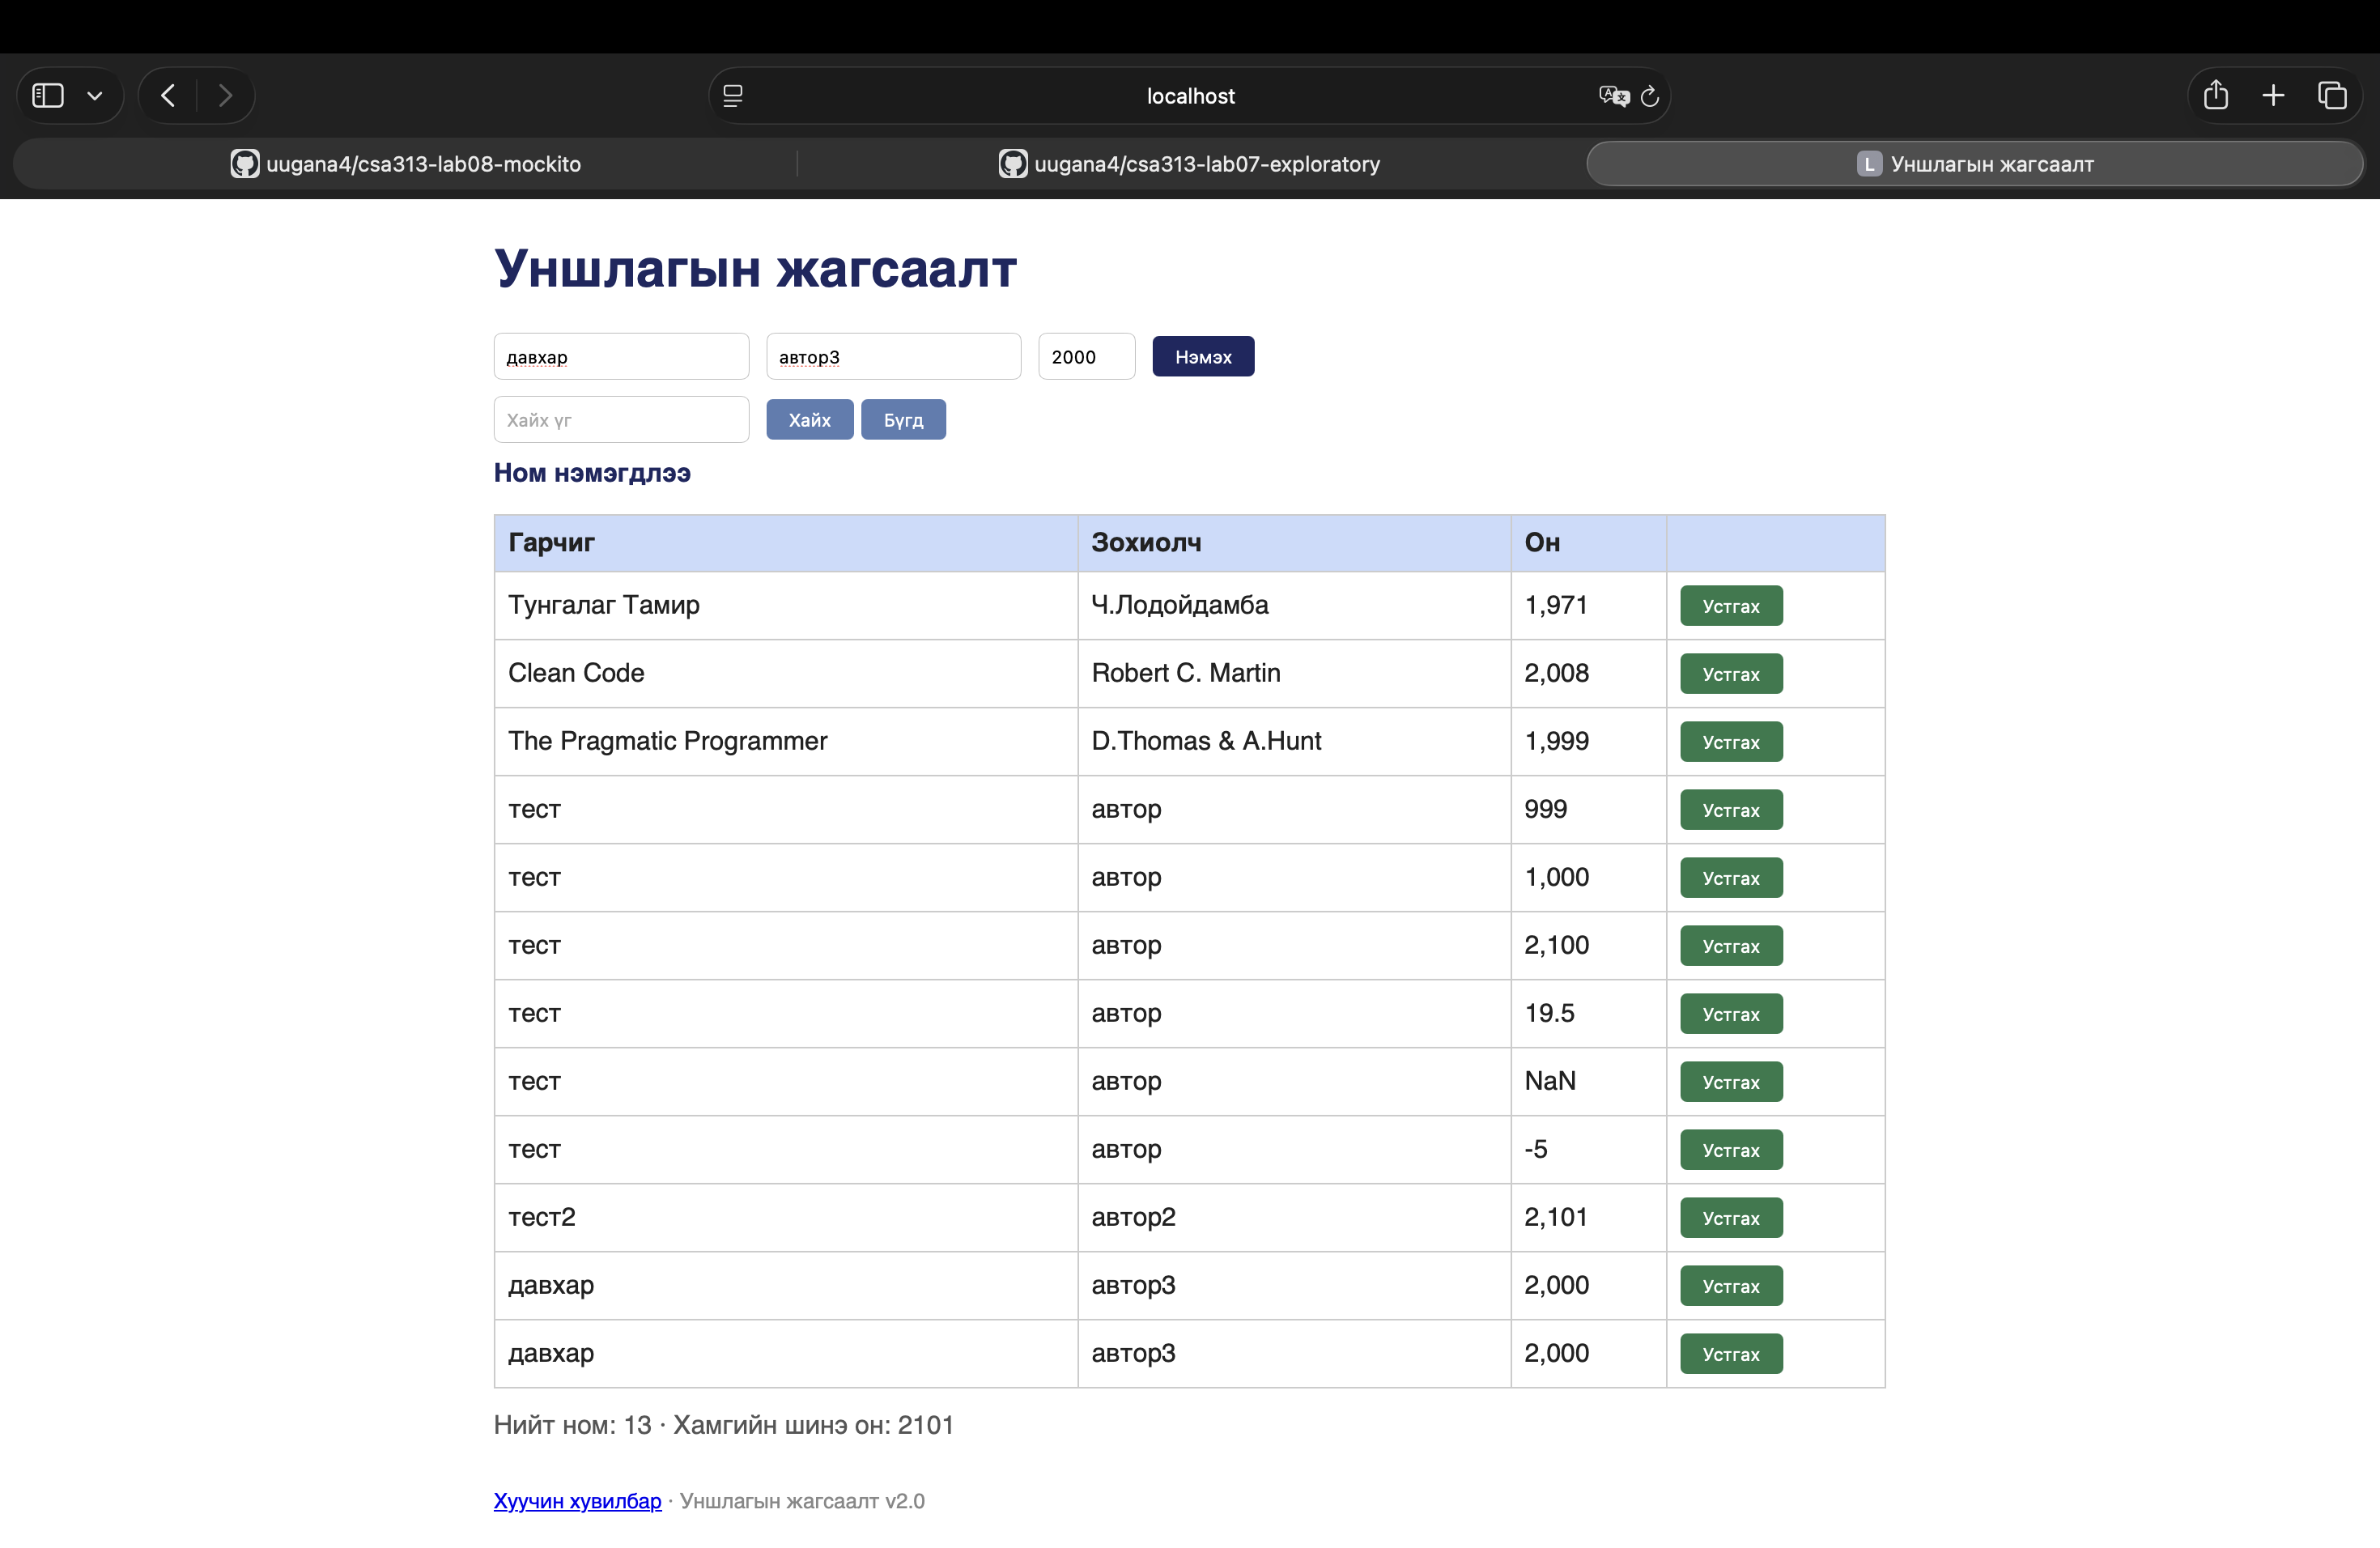 localhost
uugana4/csa313-lab08-mockito
uugana4/csa313-lab07-exploratory
L Уншлагын жагсаалт
Уншлагын жагсаалт
давхар автор3 2000 Нэмэх
Хайх үг Хайх Бүгд
Ном нэмэгдлээ
Гарчиг Зохиолч Он
Тунгалаг Тамир Ч.Лодойдамба 1,971 Устгах
Clean Code Robert C. Martin 2,008 Устгах
The Pragmatic Programmer D.Thomas & A.Hunt 1,999 Устгах
тест автор 999 Устгах
тест автор 1,000 Устгах
тест автор 2,100 Устгах
тест автор 19.5 Устгах
тест автор NaN Устгах
тест автор -5 Устгах
тест2 автор2 2,101 Устгах
давхар автор3 2,000 Устгах
давхар автор3 2,000 Устгах
Нийт ном: 13 · Хамгийн шинэ он: 2101
Хуучин хувилбар · Уншлагын жагсаалт v2.0